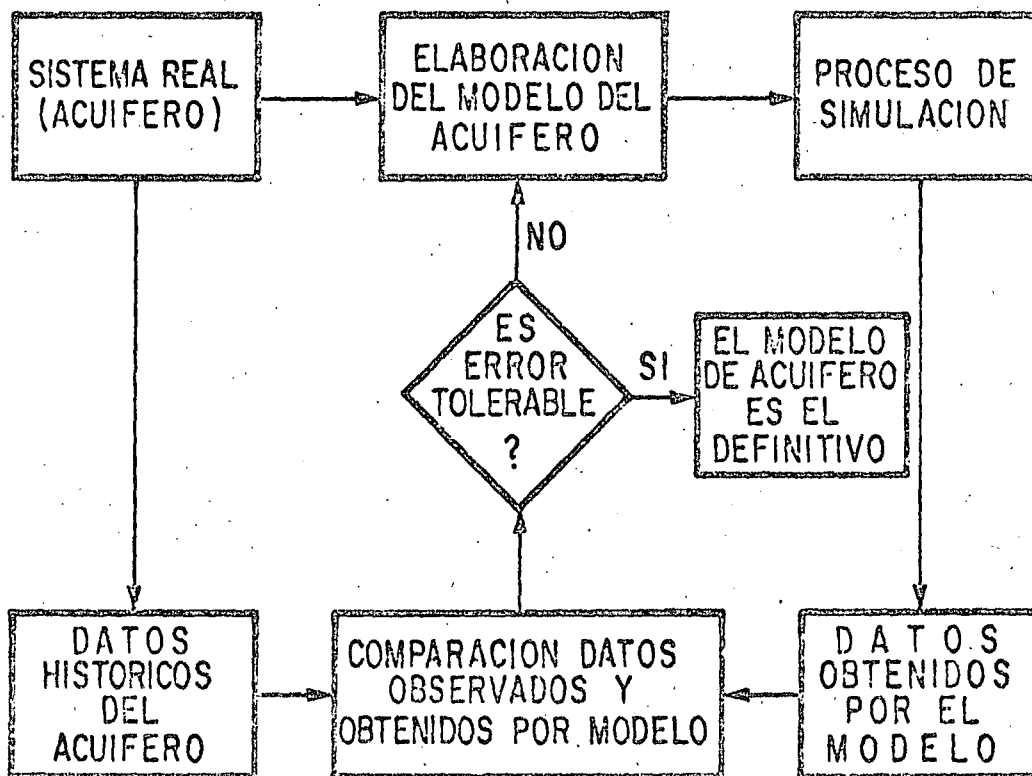 SISTEMA REAL
(ACUIFERO)
ELABORACION
DEL MODELO DEL
ACUIFERO
PROCESO DE
SIMULACION
NO
ES
ERROR
TOLERABLE
?
SI
EL MODELO
DE ACUIFERO
ES EL
DEFINITIVO
DATOS
HISTORICOS
DEL
ACUIFERO
COMPARACION DATOS
OBSERVADOS Y
OBTENIDOS POR MODELO
DATOS
OBTENIDOS
POR EL
MODELO